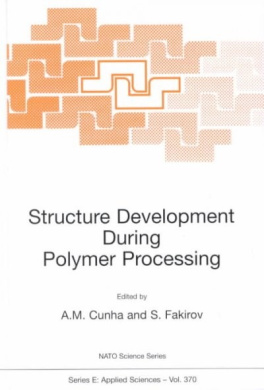 Structure Development
During
Polymer Processing
Edited by
A.M. Cunha and S. Fakirov
NATO Science Series
Series E: Applied Sciences – Vol. 370